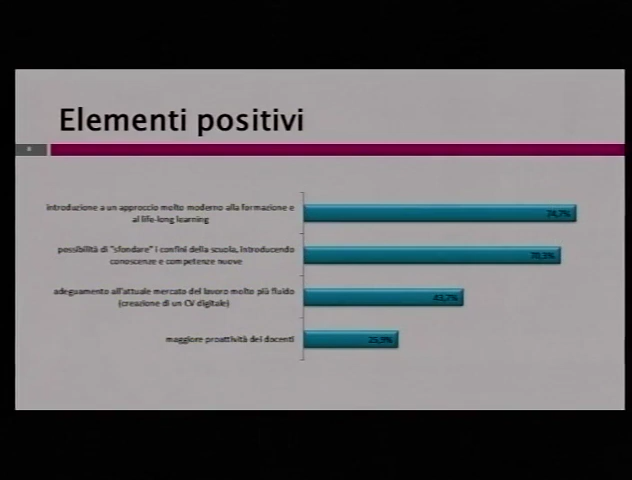 Elementi positivi
introduzione a un approccio molto moderno alla formazione e
al life-long learning
74,7%
possibilità di "sfondare" i confini della scuola, introducendo
conoscenze e competenze nuove
70,3%
adeguamento all'attuale mercato del lavoro molto più fluido
(creazione di un CV digitale)
43,7%
maggiore proattività dei docenti
25,9%